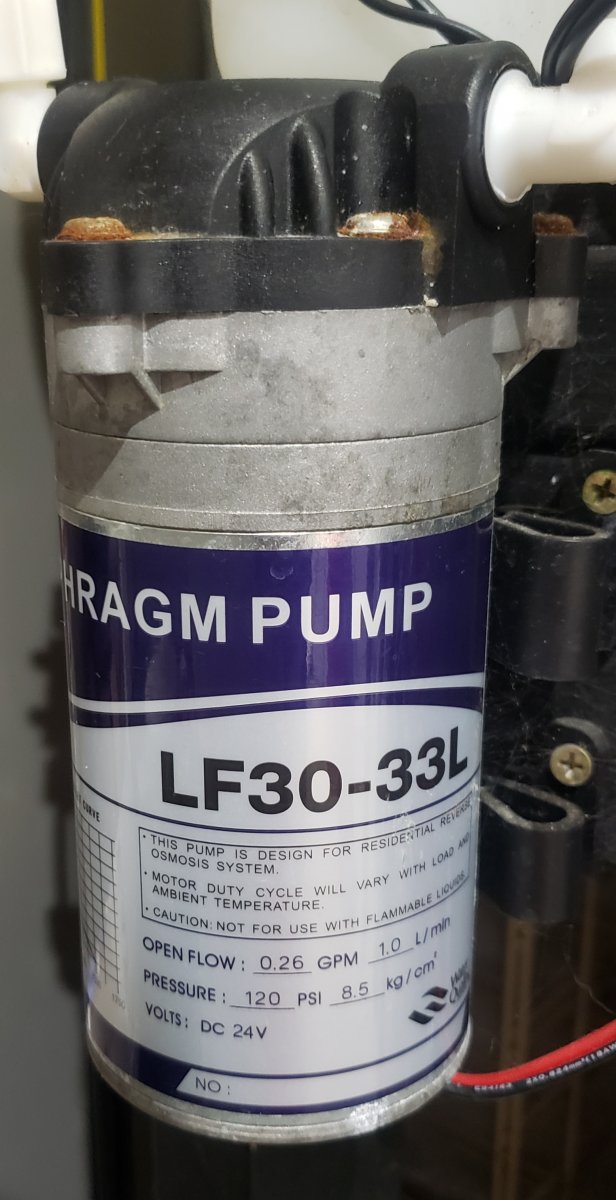 HRAGM PUMP
LF30-33L
CURVE
• THIS PUMP IS DESIGN FOR RESIDENTIAL REVERSE
OSMOSIS SYSTEM.
• MOTOR DUTY CYCLE WILL VARY WITH LOAD AND
AMBIENT TEMPERATURE.
• CAUTION: NOT FOR USE WITH FLAMMABLE LIQUIDS
OPEN FLOW : 0.26 GPM 1.0 L/min
PRESSURE : 120 PSI 8.5 kg/cm²
VOLTS : DC 24V
NO :